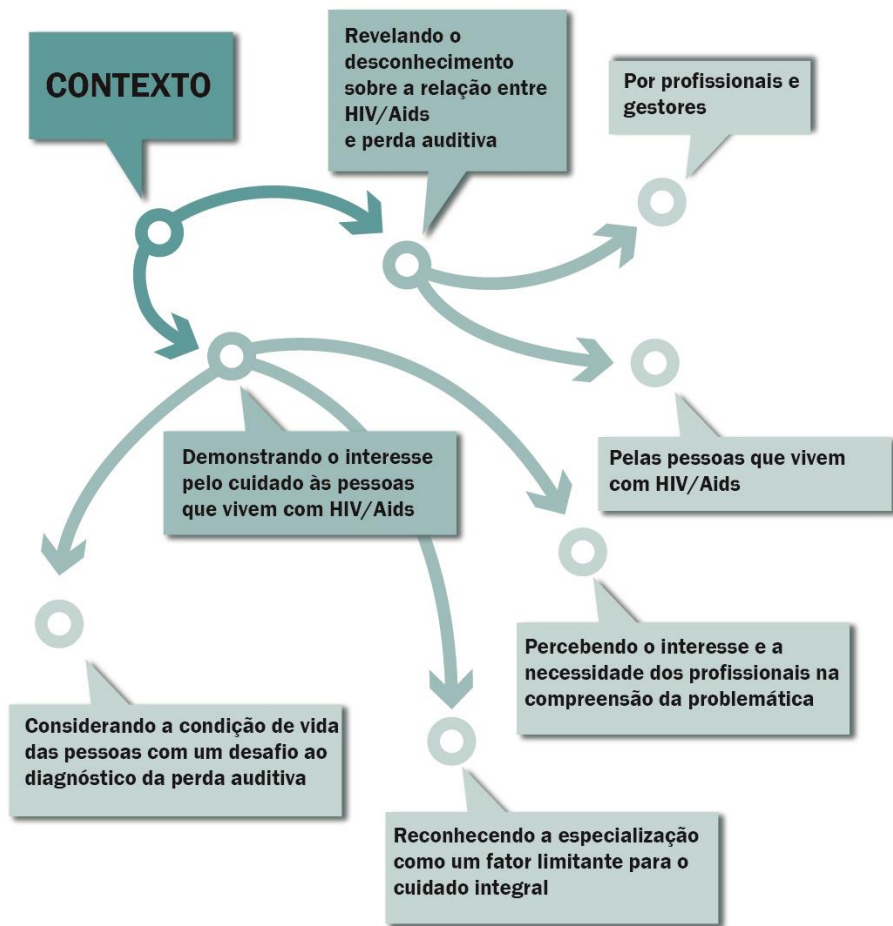 CONTEXTO
Revelando o
desconhecimento
sobre a relação entre
HIV/Aids
e perda auditiva
Por profissionais e
gestores
Pelas pessoas que vivem
com HIV/Aids
Demonstrando o interesse
pelo cuidado às pessoas
que vivem com HIV/Aids
Percebendo o interesse e a
necessidade dos profissionais na
compreensão da problemática
Considerando a condição de vida
das pessoas com um desafio ao
diagnóstico da perda auditiva
Reconhecendo a especialização
como um fator limitante para o
cuidado integral